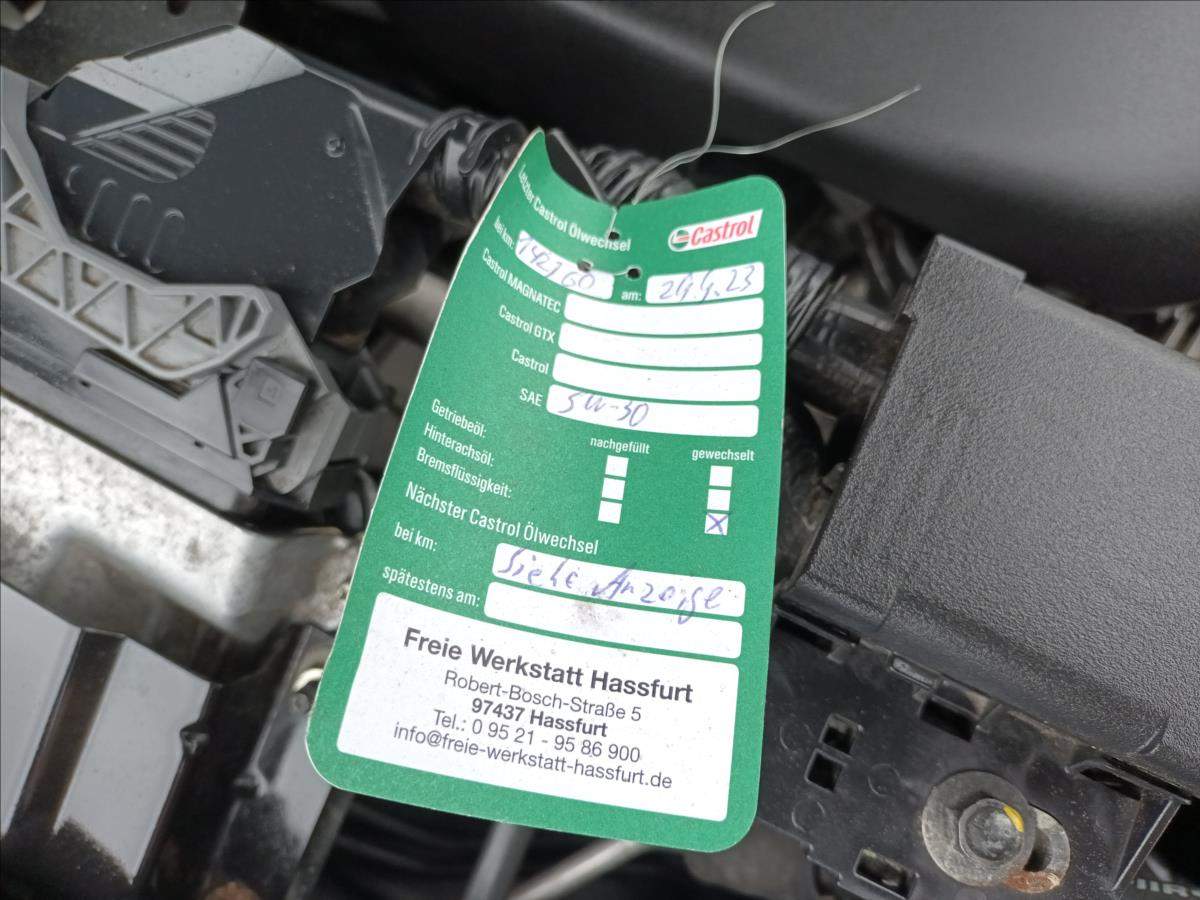 Letzter Castrol Ölwechsel
Castrol
bei km: 142760 am: 24.4.23
Castrol MAGNATEC
Castrol GTX
Castrol
SAE 5W-30
nachgefüllt gewechselt
Getriebeöl:
Hinterachsöl:
Bremsflüssigkeit: X
Nächster Castrol Ölwechsel
bei km: Siehe Anzeige
spätestens am:
Freie Werkstatt Hassfurt
Robert-Bosch-Straße 5
97437 Hassfurt
Tel.: 0 95 21 - 95 86 900
info@freie-werkstatt-hassfurt.de